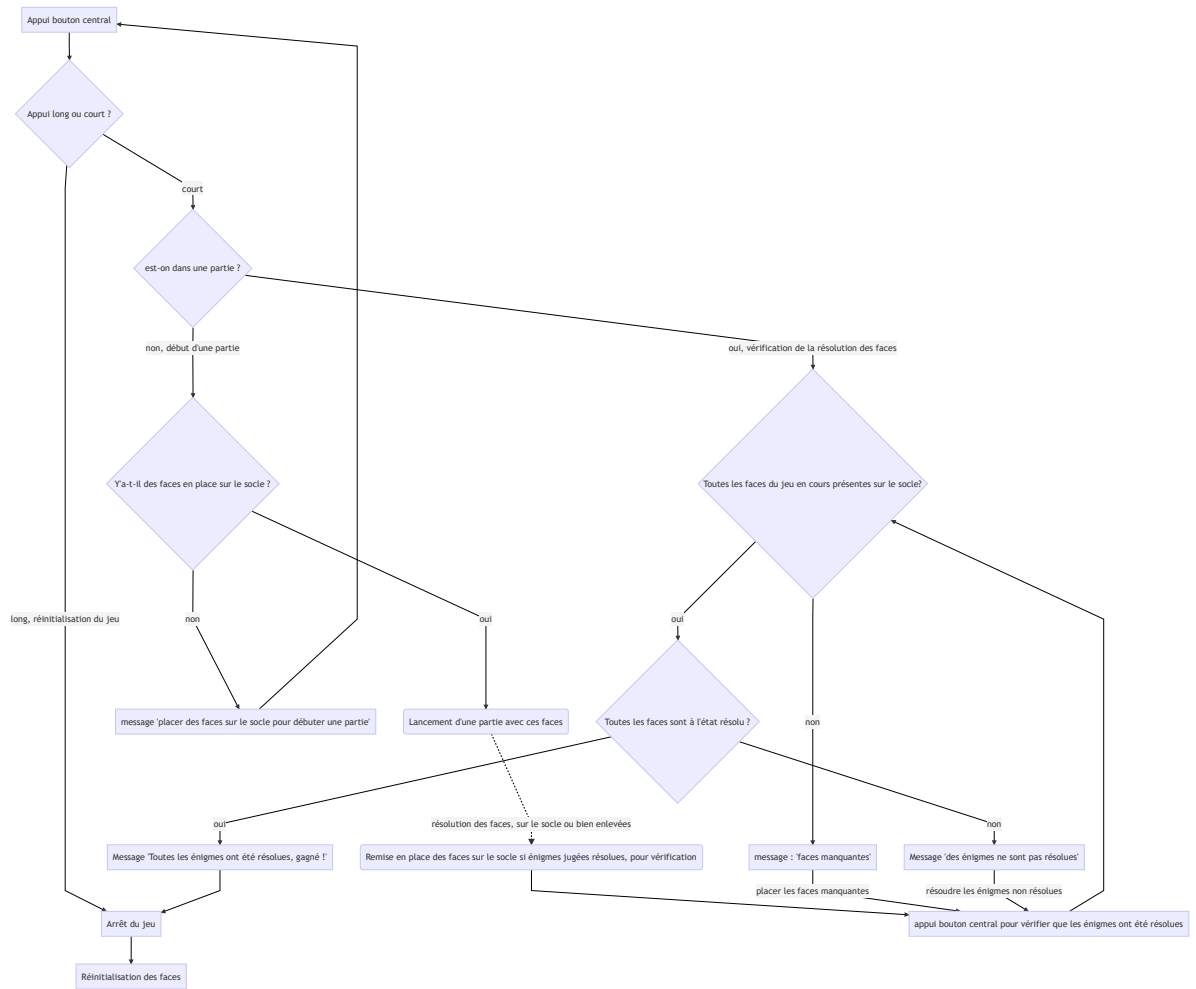 Appui bouton central
Appui long ou court ?
court
est-on dans une partie ?
non, début d'une partie
oui, vérification de la résolution des faces
Y'a-t-il des faces en place sur le socle ?
Toutes les faces du jeu en cours présentes sur le socle?
long, réinitialisation du jeu
non
oui
oui
message 'placer des faces sur le socle pour débuter une partie'
Lancement d'une partie avec ces faces
Toutes les faces sont à l'état résolu ?
non
oui
résolution des faces, sur le socle ou bien enlevées
non
Message 'Toutes les énigmes ont été résolues, gagné !'
Remise en place des faces sur le socle si énigmes jugées résolues, pour vérification
message : 'faces manquantes'
Message 'des énigmes ne sont pas résolues'
placer les faces manquantes
résoudre les énigmes non résolues
Arrêt du jeu
appui bouton central pour vérifier que les énigmes ont été résolues
Réinitialisation des faces